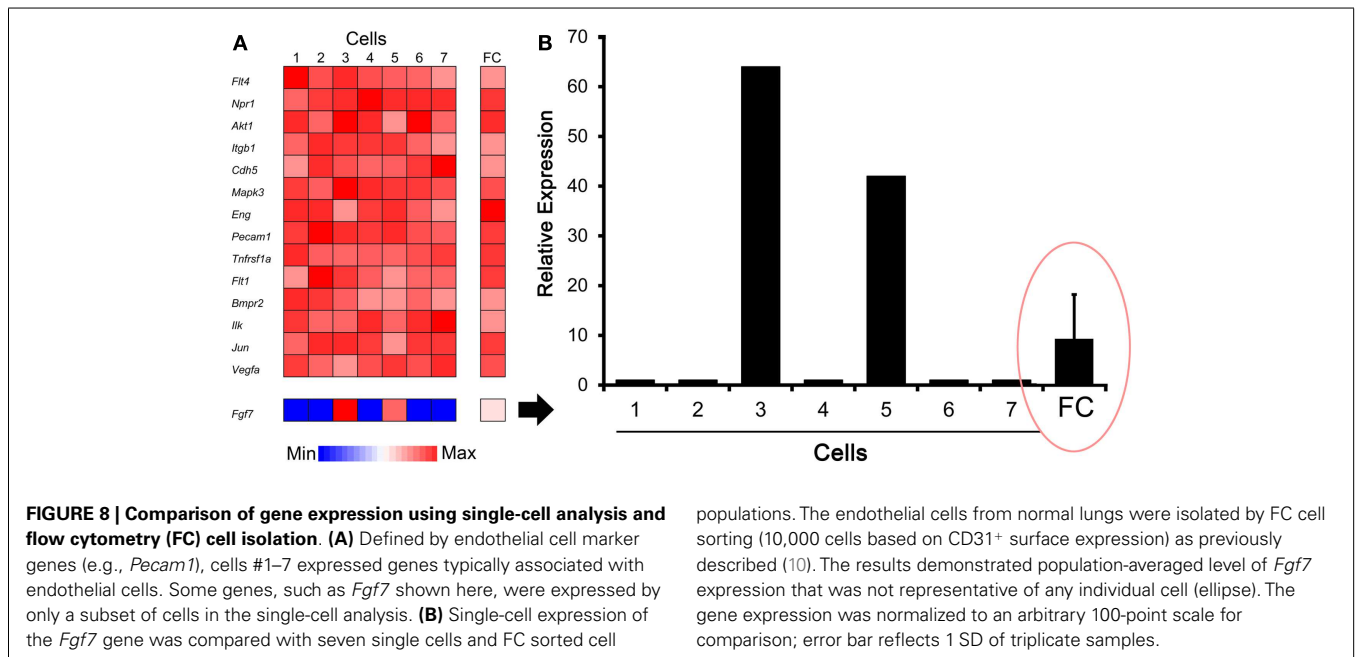 A
Cells
1 2 3 4 5 6 7 FC
Flt4
Npr1
Akt1
Itgb1
Cdh5
Mapk3
Eng
Pecam1
Tnfrsf1a
Flt1
Bmpr2
Ilk
Jun
Vegfa
Fgf7
Min Max
B
Relative Expression
70
60
50
40
30
20
10
0
1 2 3 4 5 6 7 FC
Cells
FIGURE 8 | Comparison of gene expression using single-cell analysis and
flow cytometry (FC) cell isolation. (A) Defined by endothelial cell marker
genes (e.g., Pecam1), cells #1–7 expressed genes typically associated with
endothelial cells. Some genes, such as Fgf7 shown here, were expressed by
only a subset of cells in the single-cell analysis. (B) Single-cell expression of
the Fgf7 gene was compared with seven single cells and FC sorted cell
populations. The endothelial cells from normal lungs were isolated by FC cell
sorting (10,000 cells based on CD31+ surface expression) as previously
described (10). The results demonstrated population-averaged level of Fgf7
expression that was not representative of any individual cell (ellipse). The
gene expression was normalized to an arbitrary 100-point scale for
comparison; error bar reflects 1 SD of triplicate samples.